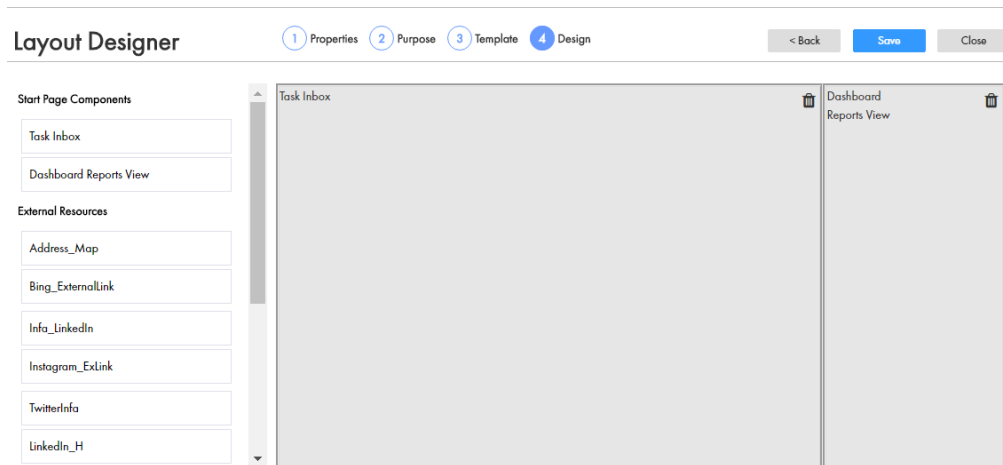 Layout Designer
1 Properties 2 Purpose 3 Template 4 Design
< Back Save Close
Start Page Components
Task Inbox
Dashboard Reports View
External Resources
Address_Map
Bing_ExternalLink
Infa_LinkedIn
Instagram_ExLink
TwitterInfa
LinkedIn_H
Task Inbox
Dashboard
Reports View